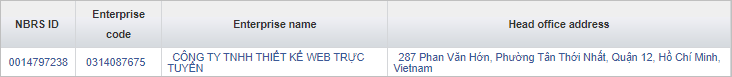 NBRS ID Enterprise code Enterprise name Head office address
0014797238 0314087675 CÔNG TY TNHH THIẾT KẾ WEB TRỰC TUYẾN 287 Phan Văn Hớn, Phường Tân Thới Nhất, Quận 12, Hồ Chí Minh, Vietnam